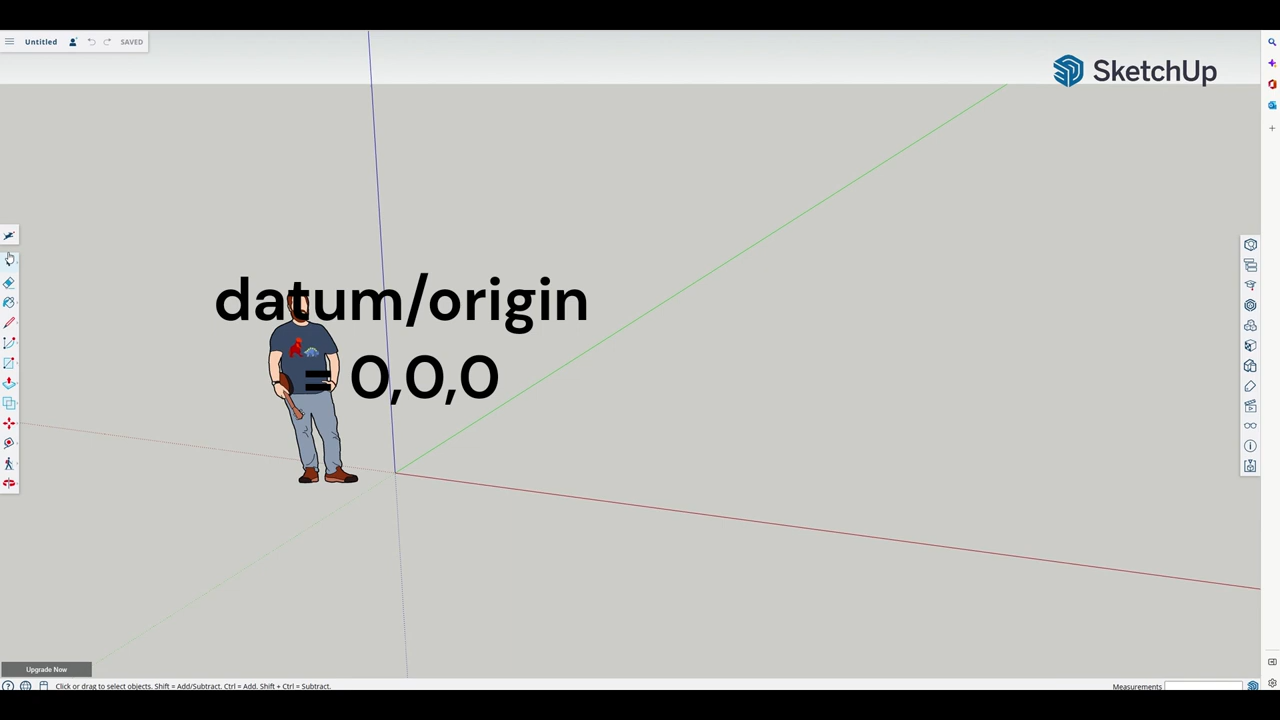 Untitled
SAVED
SketchUp
datum/origin
= 0,0,0
Upgrade Now
Click or drag to select objects. Shift = Add/Subtract. Ctrl = Add. Shift + Ctrl = Subtract.
Measurements